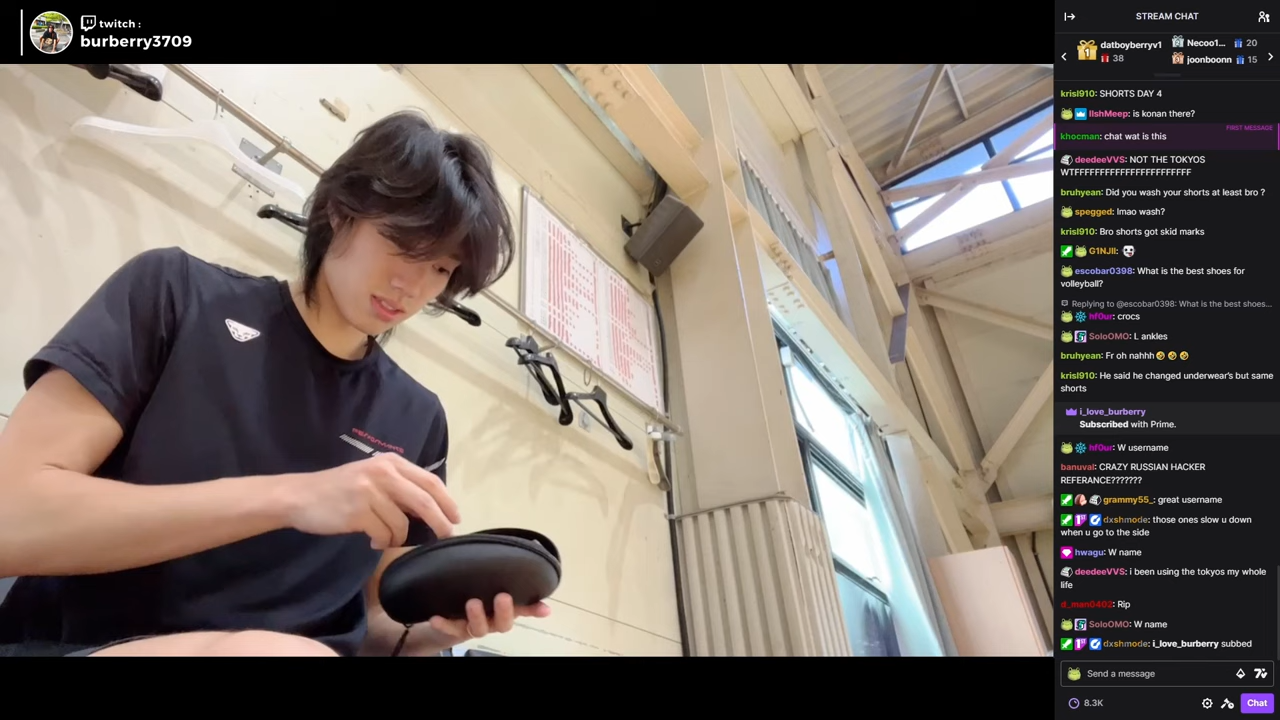 twitch :
burberry3709
STREAM CHAT
datboyberryv1
38
Necoo1...
20
joonboonn
15
krisl910: SHORTS DAY 4
IlshMeep: is konan there?
FIRST MESSAGE
khocman: chat wat is this
deedeeVVS: NOT THE TOKYOS
WTFFFFFFFFFFFFFFFFFFFFFF
bruhyean: Did you wash your shorts at least bro ?
spegged: lmao wash?
krisl910: Bro shorts got skid marks
G1NJII:
escobar0398: What is the best shoes for
volleyball?
Replying to @escobar0398: What is the best shoes...
hf0ur: crocs
SoloOMO: L ankles
bruhyean: Fr oh nahhh🤣🤣🤣
krisl910: He said he changed underwear's but same
shorts
i_love_burberry
Subscribed with Prime.
hf0ur: W username
banuval: CRAZY RUSSIAN HACKER
REFERANCE???????
grammy55_: great username
dxshmode: those ones slow u down
when u go to the side
hwagu: W name
deedeeVVS: i been using the tokyos my whole
life
d_man0402: Rip
SoloOMO: W name
dxshmode: i_love_burberry subbed
Send a message
8.3K
Chat